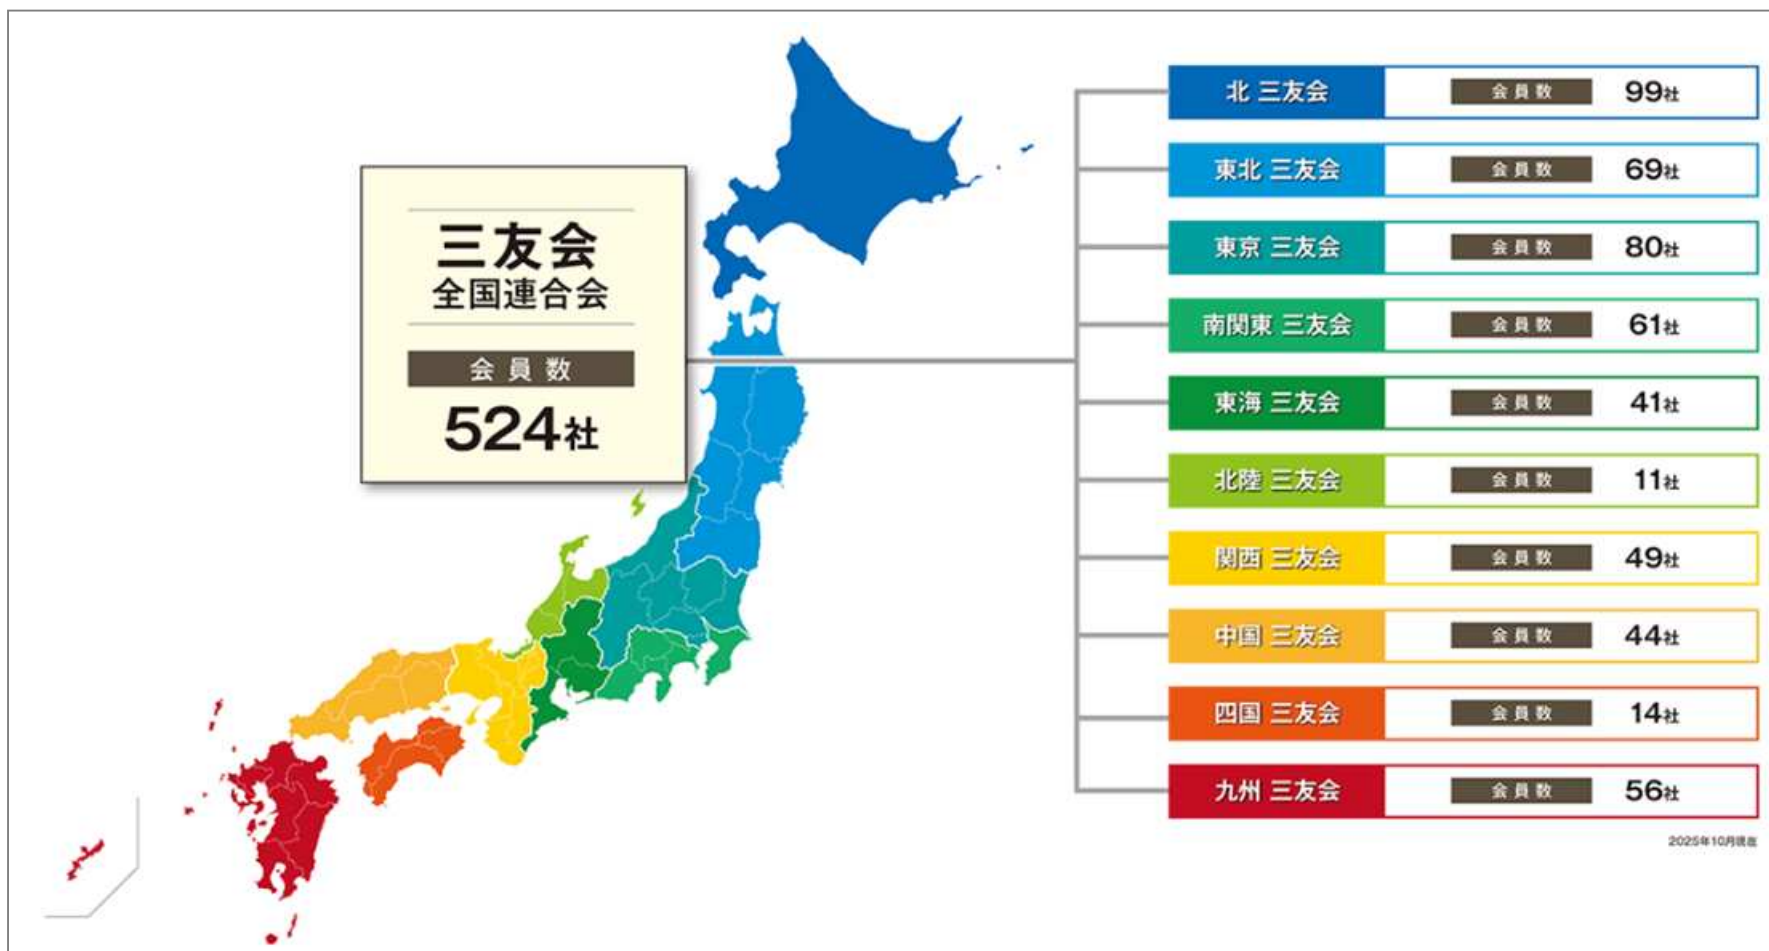 三友会
全国連合会
会員数
524社
北 三友会 会員数 99社
東北 三友会 会員数 69社
東京 三友会 会員数 80社
南関東 三友会 会員数 61社
東海 三友会 会員数 41社
北陸 三友会 会員数 11社
関西 三友会 会員数 49社
中国 三友会 会員数 44社
四国 三友会 会員数 14社
九州 三友会 会員数 56社
2025年10月現在